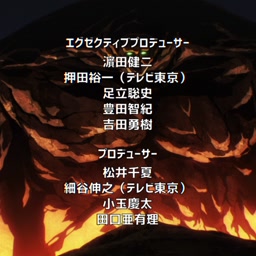 エグゼクティブプロデューサー
濵田健二
押田裕一（テレビ東京）
足立聡史
豊田智紀
吉田勇樹
プロデューサー
松井千夏
細谷伸之（テレビ東京）
小玉慶太
田口亜有理